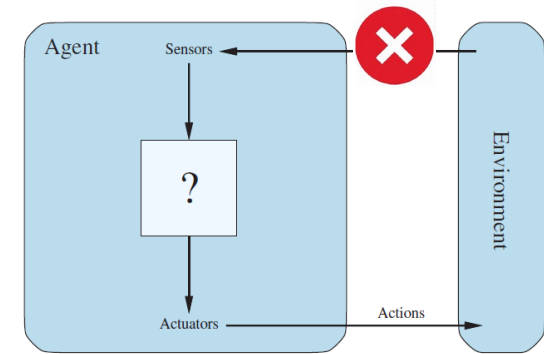 Agent
Sensors
?
Environment
Actions
Actuators